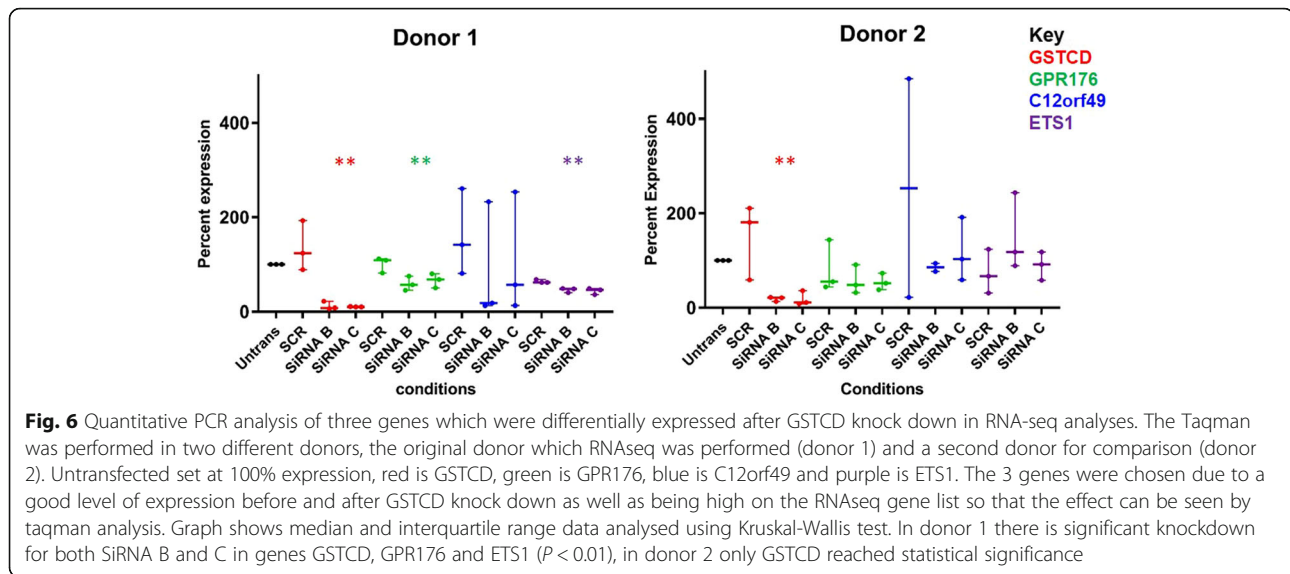 Donor 1
Percent expression
400
200
0
** ** **
Untrans
SCR
SiRNA B
SiRNA C
SCR
SiRNA B
SiRNA C
SCR
SiRNA B
SiRNA C
SCR
SiRNA B
SiRNA C
conditions
Donor 2
Percent Expression
400
200
0
**
Untrans
SCR
SiRNA B
SiRNA C
SCR
SiRNA B
SiRNA C
SCR
SiRNA B
SiRNA C
SCR
SiRNA B
SiRNA C
Conditions
Key
GSTCD
GPR176
C12orf49
ETS1
Fig. 6 Quantitative PCR analysis of three genes which were differentially expressed after GSTCD knock down in RNA-seq analyses. The Taqman
was performed in two different donors, the original donor which RNAseq was performed (donor 1) and a second donor for comparison (donor
2). Untransfected set at 100% expression, red is GSTCD, green is GPR176, blue is C12orf49 and purple is ETS1. The 3 genes were chosen due to a
good level of expression before and after GSTCD knock down as well as being high on the RNAseq gene list so that the effect can be seen by
taqman analysis. Graph shows median and interquartile range data analysed using Kruskal-Wallis test. In donor 1 there is significant knockdown
for both SiRNA B and C in genes GSTCD, GPR176 and ETS1 (P < 0.01), in donor 2 only GSTCD reached statistical significance